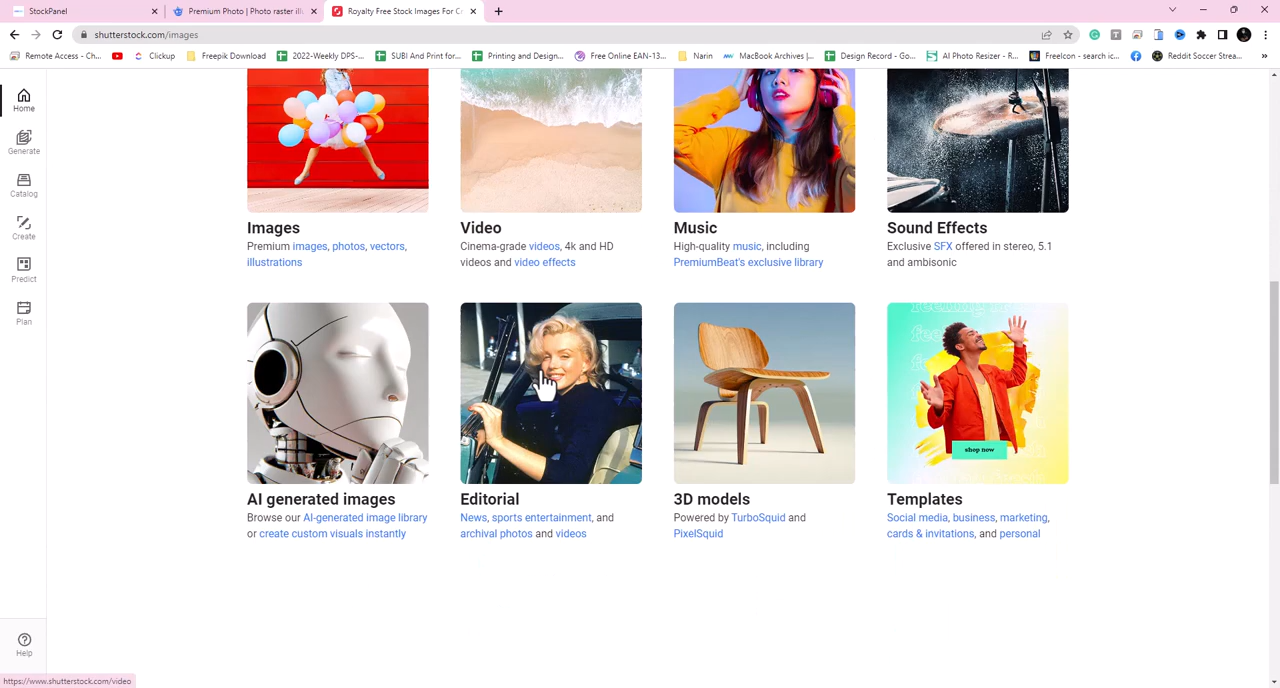 StockPanel
Premium Photo | Photo raster illu
Royalty Free Stock Images For Cr
shutterstock.com/images
Remote Access - Ch...
Clickup
Freepik Download
2022-Weekly DPS-...
SUBI And Print for...
Printing and Design...
Free Online EAN-13...
Narin
MacBook Archives |...
Design Record - Go...
AI Photo Resizer - R...
FreeIcon - search ic...
Reddit Soccer Strea...
Home
Generate
Catalog
Create
Predict
Plan
Help
Images
Premium images, photos, vectors,
illustrations
Video
Cinema-grade videos, 4k and HD
videos and video effects
Music
High-quality music, including
PremiumBeat's exclusive library
Sound Effects
Exclusive SFX offered in stereo, 5.1
and ambisonic
shop now
AI generated images
Browse our AI-generated image library
or create custom visuals instantly
Editorial
News, sports entertainment, and
archival photos and videos
3D models
Powered by TurboSquid and
PixelSquid
Templates
Social media, business, marketing,
cards & invitations, and personal
https://www.shutterstock.com/video